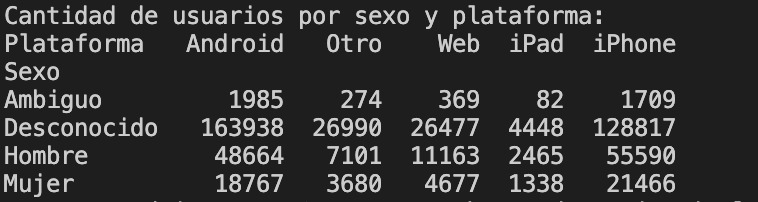 Cantidad de usuarios por sexo y plataforma:
Plataforma Android Otro Web iPad iPhone
Sexo
Ambiguo 1985 274 369 82 1709
Desconocido 163938 26990 26477 4448 128817
Hombre 48664 7101 11163 2465 55590
Mujer 18767 3680 4677 1338 21466